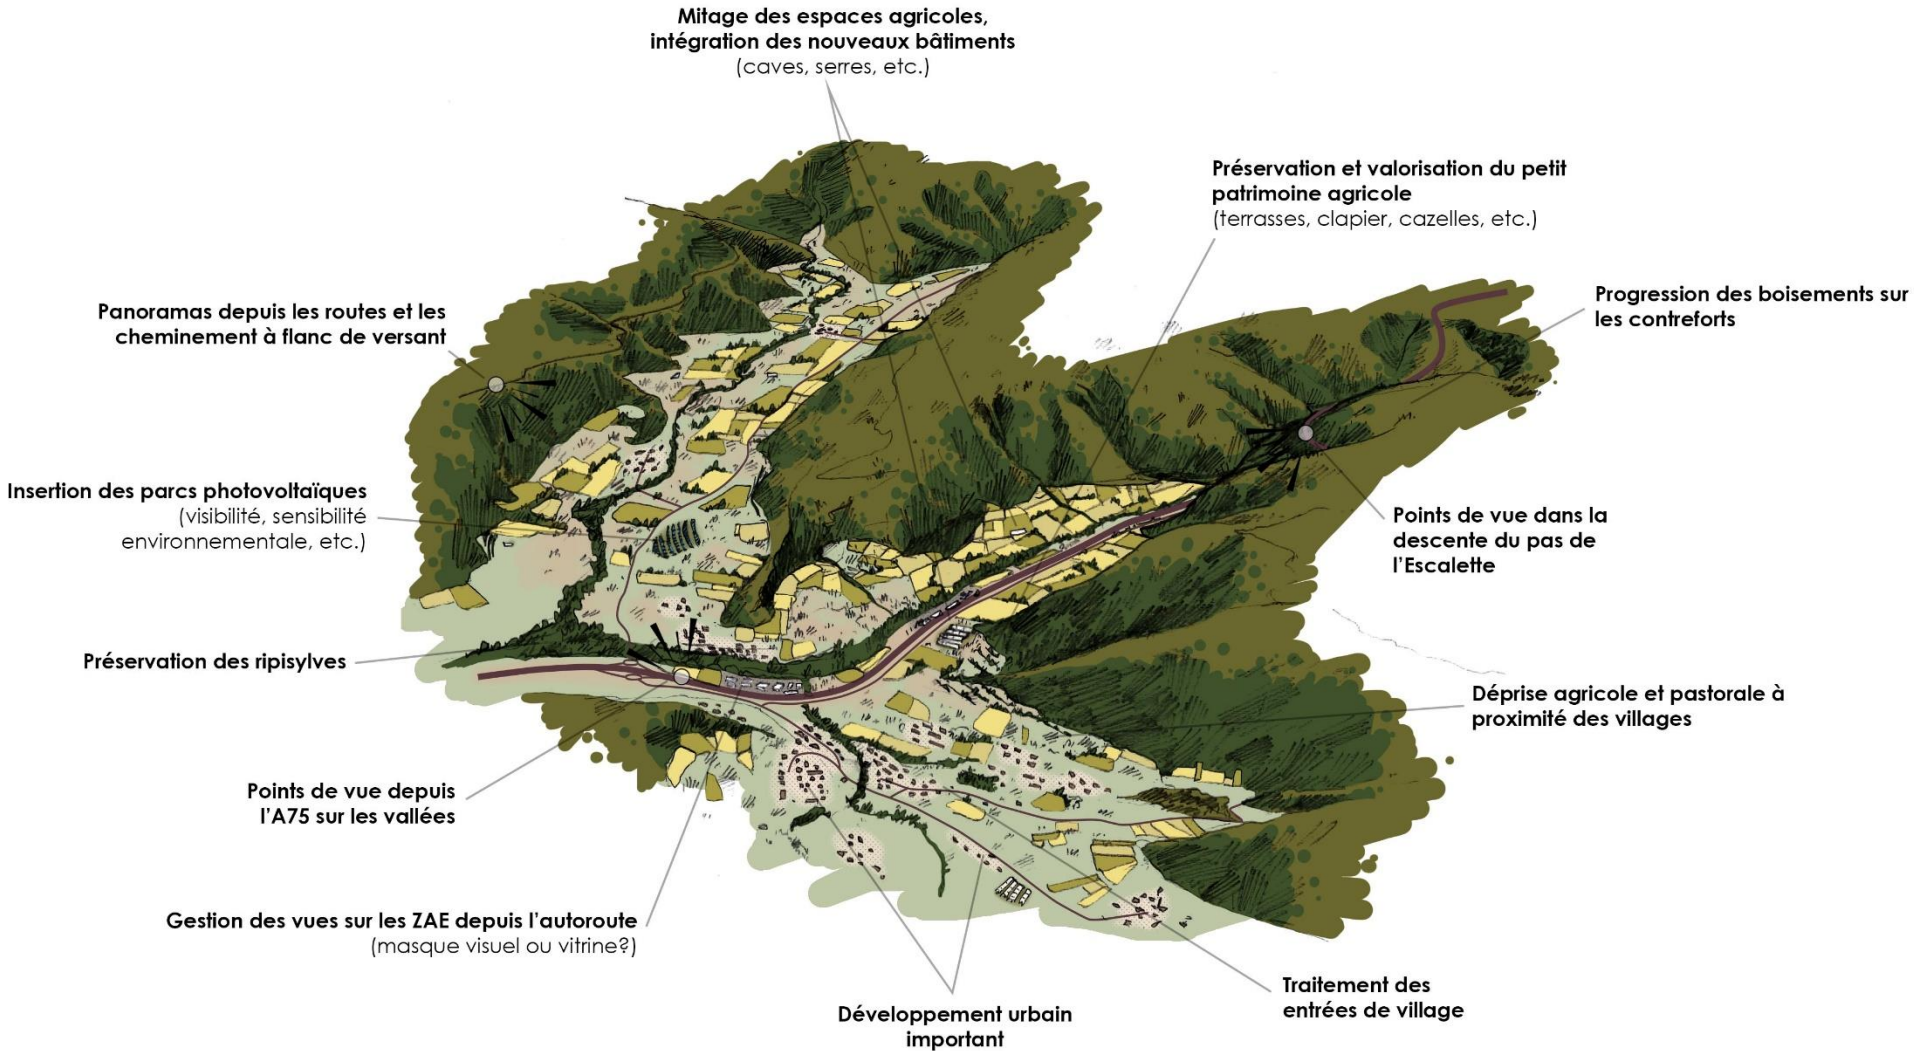 Mitage des espaces agricoles,
intégration des nouveaux bâtiments
(caves, serres, etc.)
Préservation et valorisation du petit
patrimoine agricole
(terrasses, clapier, cazelles, etc.)
Panoramas depuis les routes et les
cheminement à flanc de versant
Progression des boisements sur
les contreforts
Insertion des parcs photovoltaïques
(visibilité, sensibilité
environnementale, etc.)
Points de vue dans la
descente du pas de
l'Escalette
Préservation des ripisylves
Déprise agricole et pastorale à
proximité des villages
Points de vue depuis
l'A75 sur les vallées
Gestion des vues sur les ZAE depuis l'autoroute
(masque visuel ou vitrine?)
Développement urbain
important
Traitement des
entrées de village